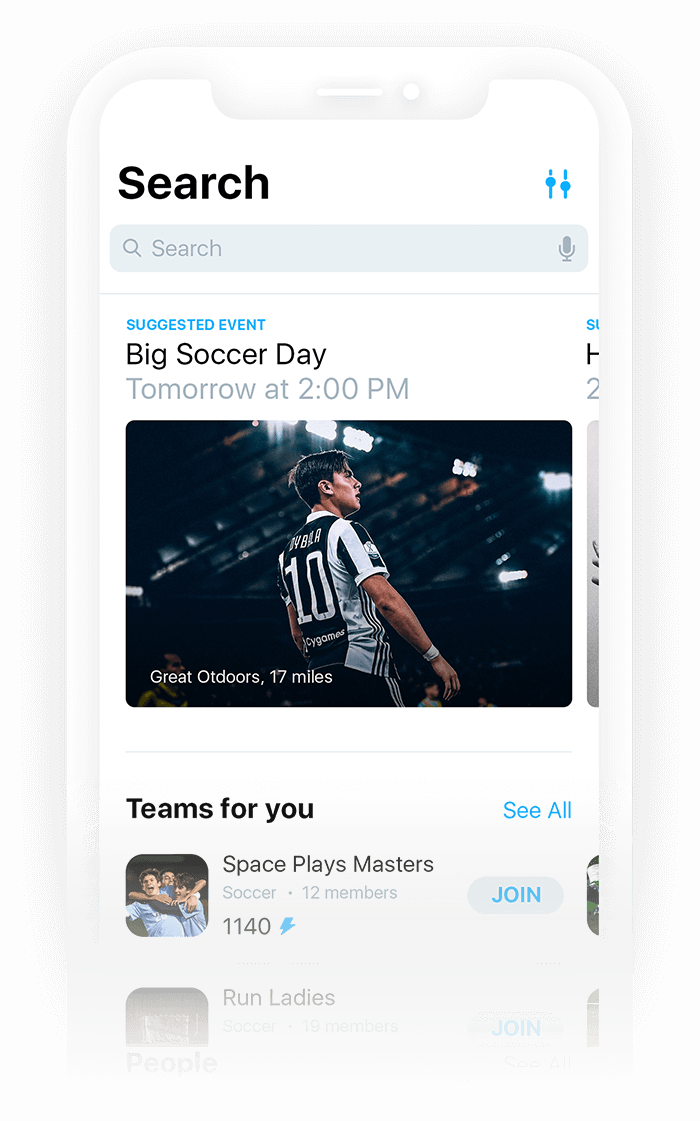 Search
Search
SUGGESTED EVENT
Big Soccer Day
Tomorrow at 2:00 PM
DYBALA
10
Cygames
Great Otdoors, 17 miles
Teams for you
See All
Space Plays Masters
Soccer • 12 members
JOIN
1140
Run Ladies
Soccer • 19 members
JOIN
People
See All